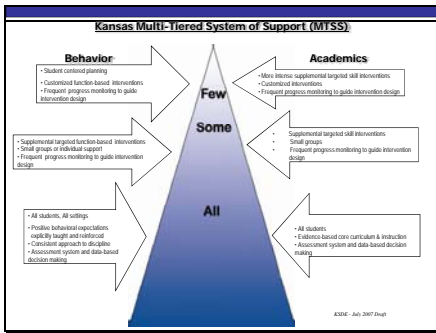 Kansas Multi-Tiered System of Support (MTSS)
Behavior
Academics
• Student centered planning
• Customized function-based interventions
• Frequent progress monitoring to guide
intervention design
• More intense supplemental targeted skill interventions
• Customized interventions
• Frequent progress monitoring to guide intervention design
Few
Some
• Supplemental targeted function-based interventions
• Small groups or individual support
• Frequent progress monitoring to guide intervention
design
• Supplemental targeted skill interventions
• Small groups
• Frequent progress monitoring to guide intervention
design
All
• All students, All settings
• Positive behavioral expectations
explicitly taught and reinforced
• Consistent approach to discipline
• Assessment system and data-based
decision making
• All students
• Evidence-based core curriculum & instruction
• Assessment system and data-based decision
making
KSDE - July 2007 Draft